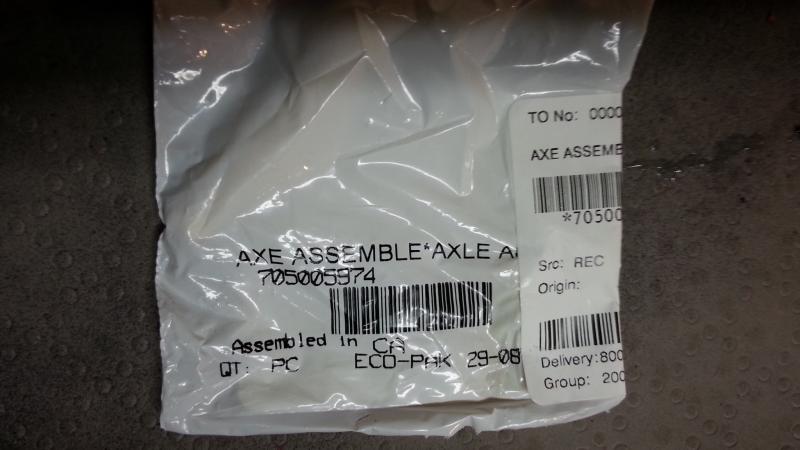 AXE ASSEMBLE*AXLE A
705005974
Assembled in CA
QT: PC ECO-PAK 29-08
TO No: 0000
AXE ASSEMB
*70500
Src: REC
Origin:
Delivery:800
Group: 200